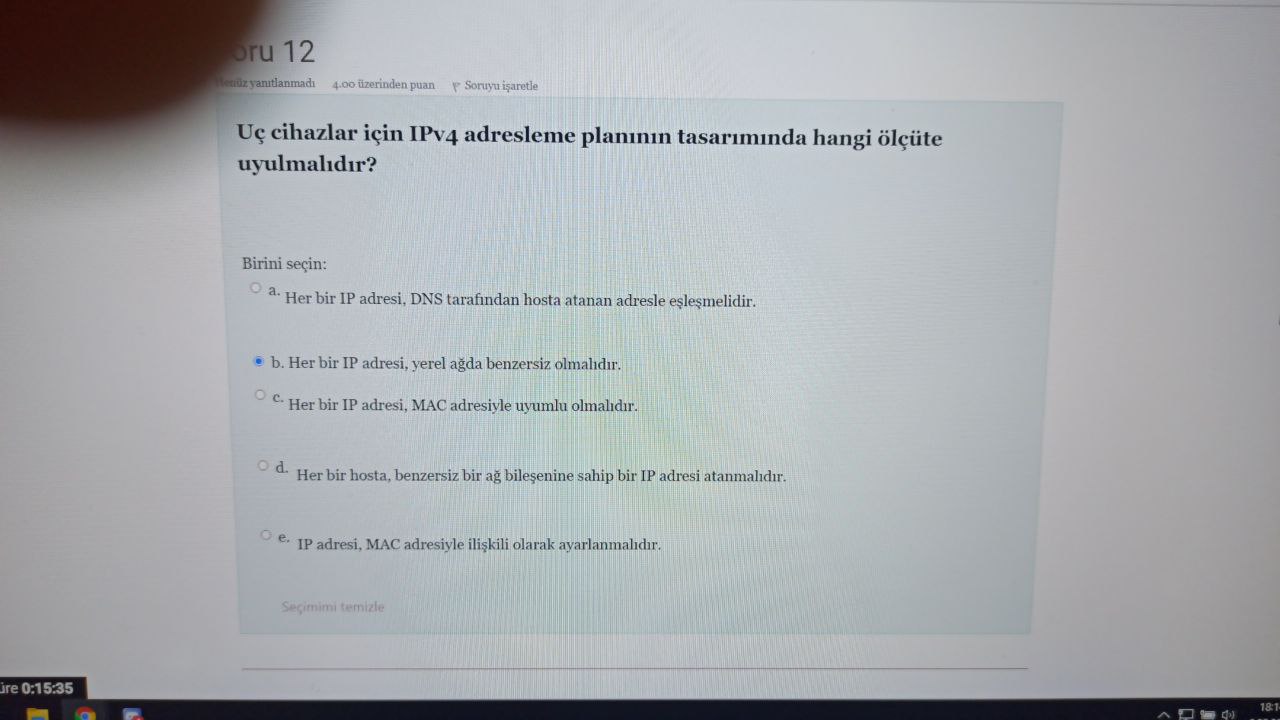 oru 12
Henüz yanıtlanmadı 4.00 üzerinden puan Soruyu işaretle
Uç cihazlar için IPv4 adresleme planının tasarımında hangi ölçüte
uyulmalıdır?
Birini seçin:
a. Her bir IP adresi, DNS tarafından hosta atanan adresle eşleşmelidir.
b. Her bir IP adresi, yerel ağda benzersiz olmalıdır.
c. Her bir IP adresi, MAC adresiyle uyumlu olmalıdır.
d. Her bir hosta, benzersiz bir ağ bileşenine sahip bir IP adresi atanmalıdır.
e. IP adresi, MAC adresiyle ilişkili olarak ayarlanmalıdır.
Seçimimi temizle
üre 0:15:35